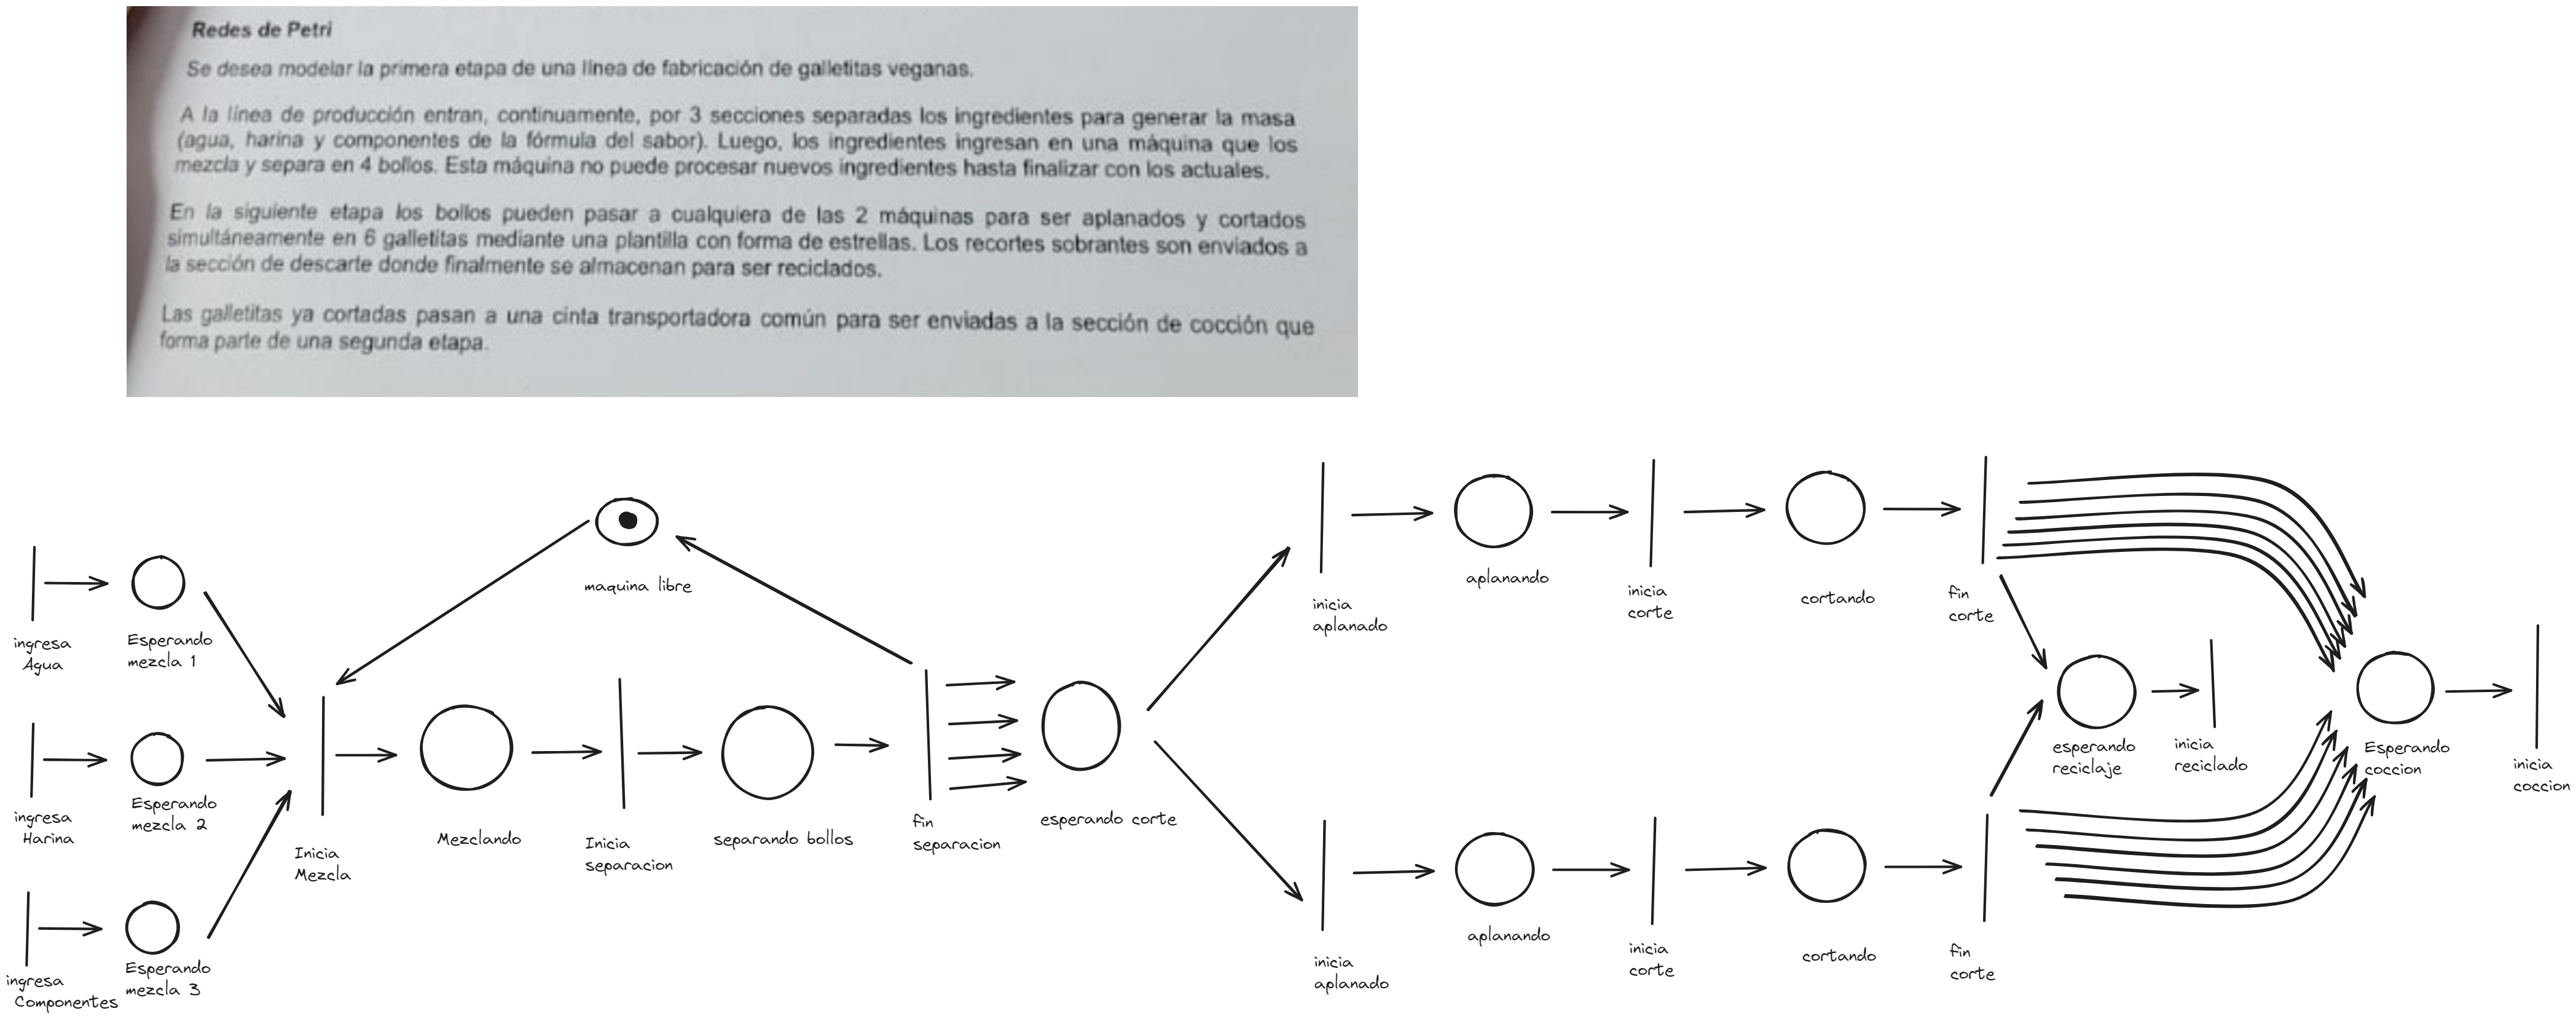 Redes de Petri
Se desea modelar la primera etapa de una línea de fabricación de galletitas veganas.
A la línea de producción entran, continuamente, por 3 secciones separadas los ingredientes para generar la masa
(agua, harina y componentes de la fórmula del sabor). Luego, los ingredientes ingresan en una máquina que los
mezcla y separa en 4 bollos. Esta máquina no puede procesar nuevos ingredientes hasta finalizar con los actuales.
En la siguiente etapa los bollos pueden pasar a cualquiera de las 2 máquinas para ser aplanados y cortados
simultáneamente en 6 galletitas mediante una plantilla con forma de estrellas. Los recortes sobrantes son enviados a
la sección de descarte donde finalmente se almacenan para ser reciclados.
Las galletitas ya cortadas pasan a una cinta transportadora común para ser enviadas a la sección de cocción que
forma parte de una segunda etapa.
ingresa
Agua
Esperando
mezcla 1
ingresa
Harina
Esperando
mezcla 2
ingresa
Componentes
Esperando
mezcla 3
Inicia
Mezcla
maquina libre
Mezclando
Inicia
separacion
separando bollos
fin
separacion
esperando corte
inicia
aplanado
aplanando
inicia
corte
cortando
fin
corte
inicia
aplanado
aplanando
inicia
corte
cortando
fin
corte
esperando
reciclaje
inicia
reciclado
Esperando
coccion
inicia
coccion